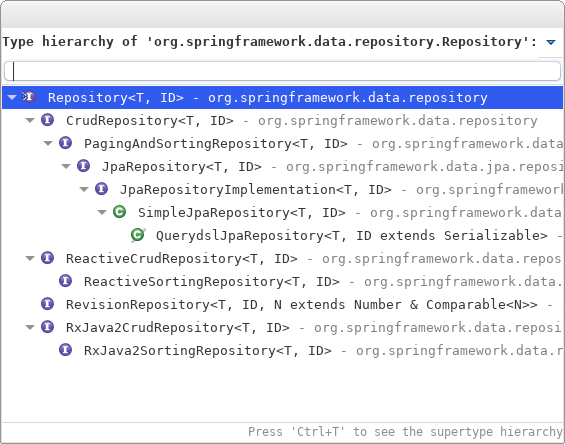 Type hierarchy of 'org.springframework.data.repository.Repository':
Repository<T, ID> - org.springframework.data.repository
CrudRepository<T, ID> - org.springframework.data.repository
PagingAndSortingRepository<T, ID> - org.springframework.data
JpaRepository<T, ID> - org.springframework.data.jpa.reposi
JpaRepositoryImplementation<T, ID> - org.springframework
SimpleJpaRepository<T, ID> - org.springframework.data
QuerydslJpaRepository<T, ID extends Serializable> -
ReactiveCrudRepository<T, ID> - org.springframework.data.repos
ReactiveSortingRepository<T, ID> - org.springframework.data.
RevisionRepository<T, ID, N extends Number & Comparable<N>> -
RxJava2CrudRepository<T, ID> - org.springframework.data.reposi
RxJava2SortingRepository<T, ID> - org.springframework.data.r
Press 'Ctrl+T' to see the supertype hierarchy